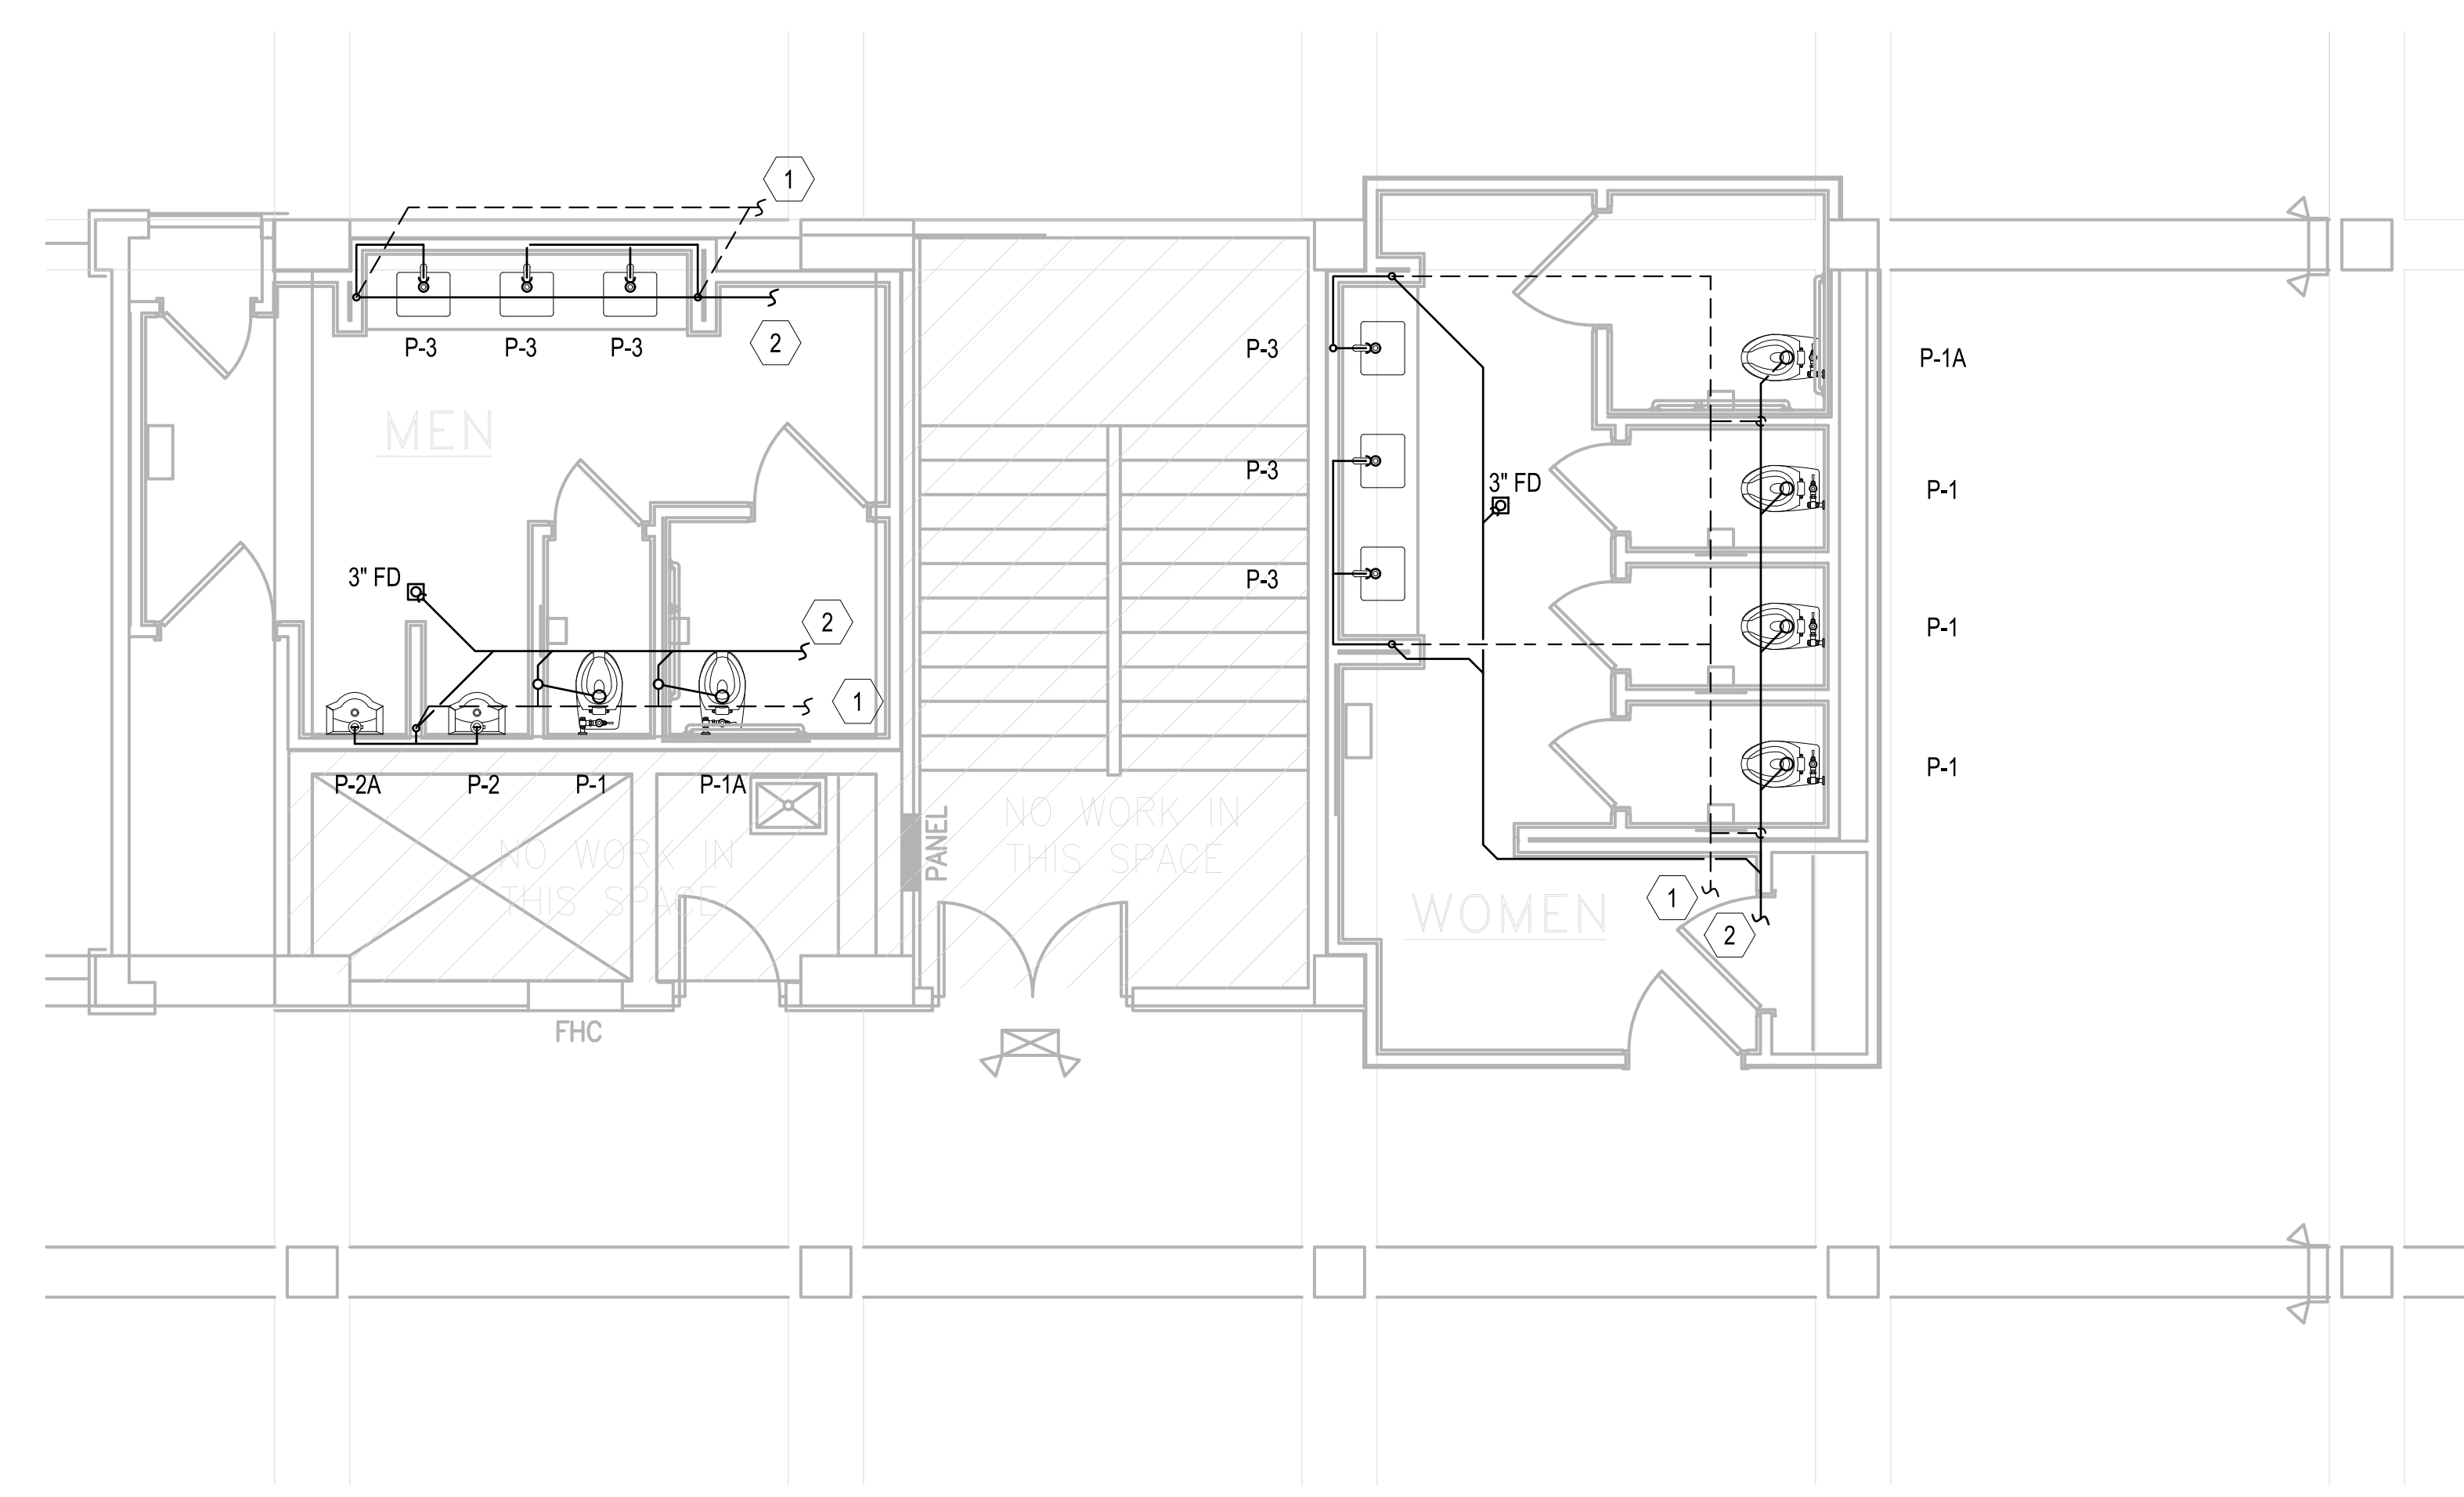 1
P-3 P-3 P-3
2
MEN
3" FD
2
1
P-2A P-2 P-1 P-1A
NO WORK IN
THIS SPACE
PANEL
NO WORK IN
THIS SPACE
FHC
P-3
P-3
P-3
3" FD
P-1A
P-1
P-1
P-1
WOMEN
1
2